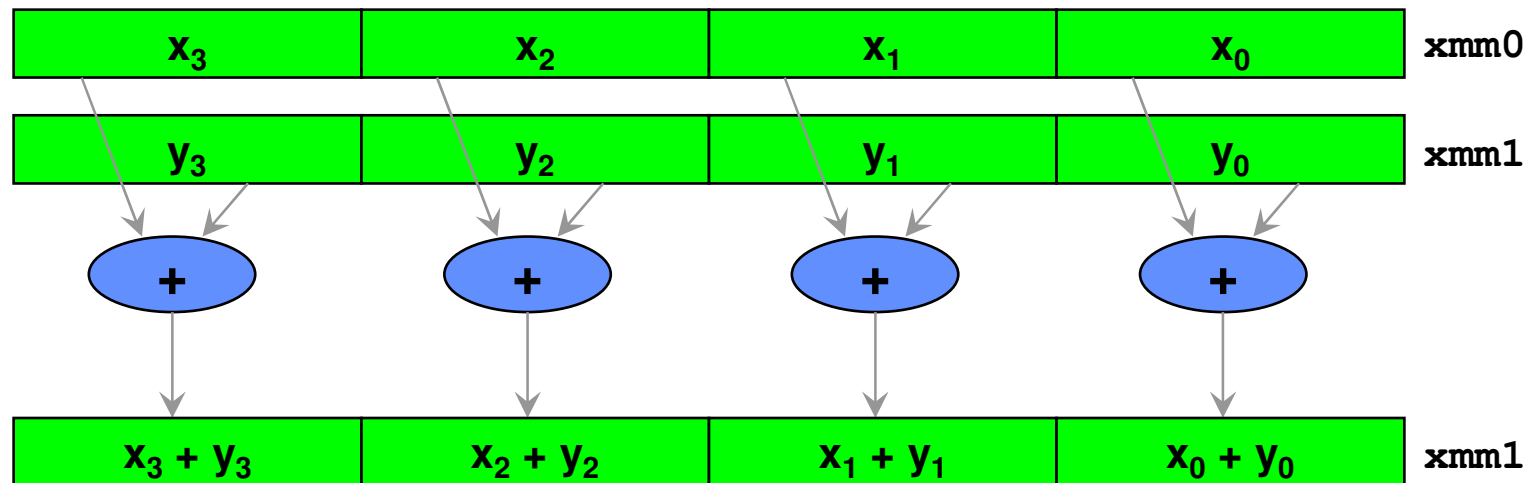 x₃ x₂ x₁ x₀ xmm0
y₃ y₂ y₁ y₀ xmm1
+ + + +
x₃ + y₃ x₂ + y₂ x₁ + y₁ x₀ + y₀ xmm1